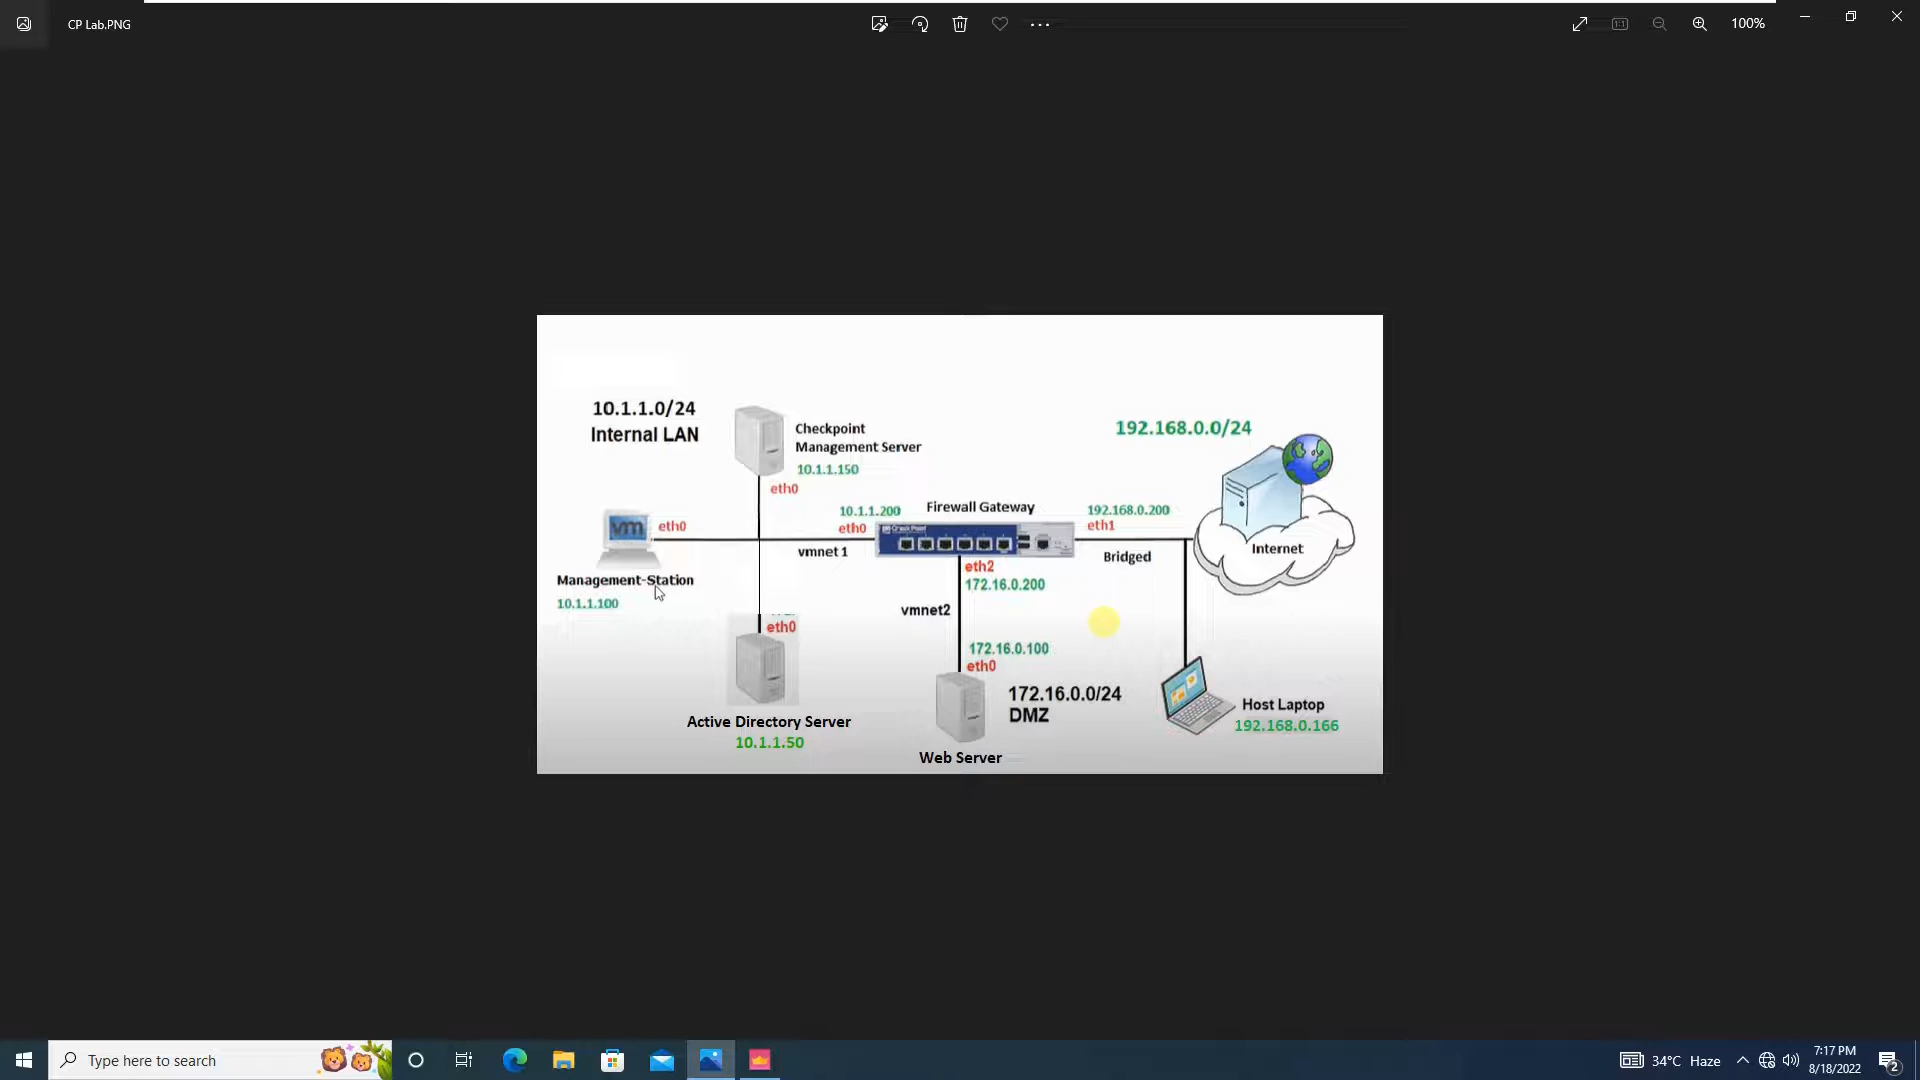 CP Lab.PNG
100%
10.1.1.0/24
Internal LAN
Checkpoint
Management Server
10.1.1.150
eth0
192.168.0.0/24
eth0
10.1.1.200
eth0
Firewall Gateway
Check Point
192.168.0.200
eth1
vm
vmnet 1
Bridged
Internet
Management-Station
10.1.1.100
eth2
172.16.0.200
vmnet2
eth0
172.16.0.100
eth0
172.16.0.0/24
DMZ
Host Laptop
192.168.0.166
Active Directory Server
10.1.1.50
Web Server
Type here to search
34°C Haze
7:17 PM
8/18/2022
2